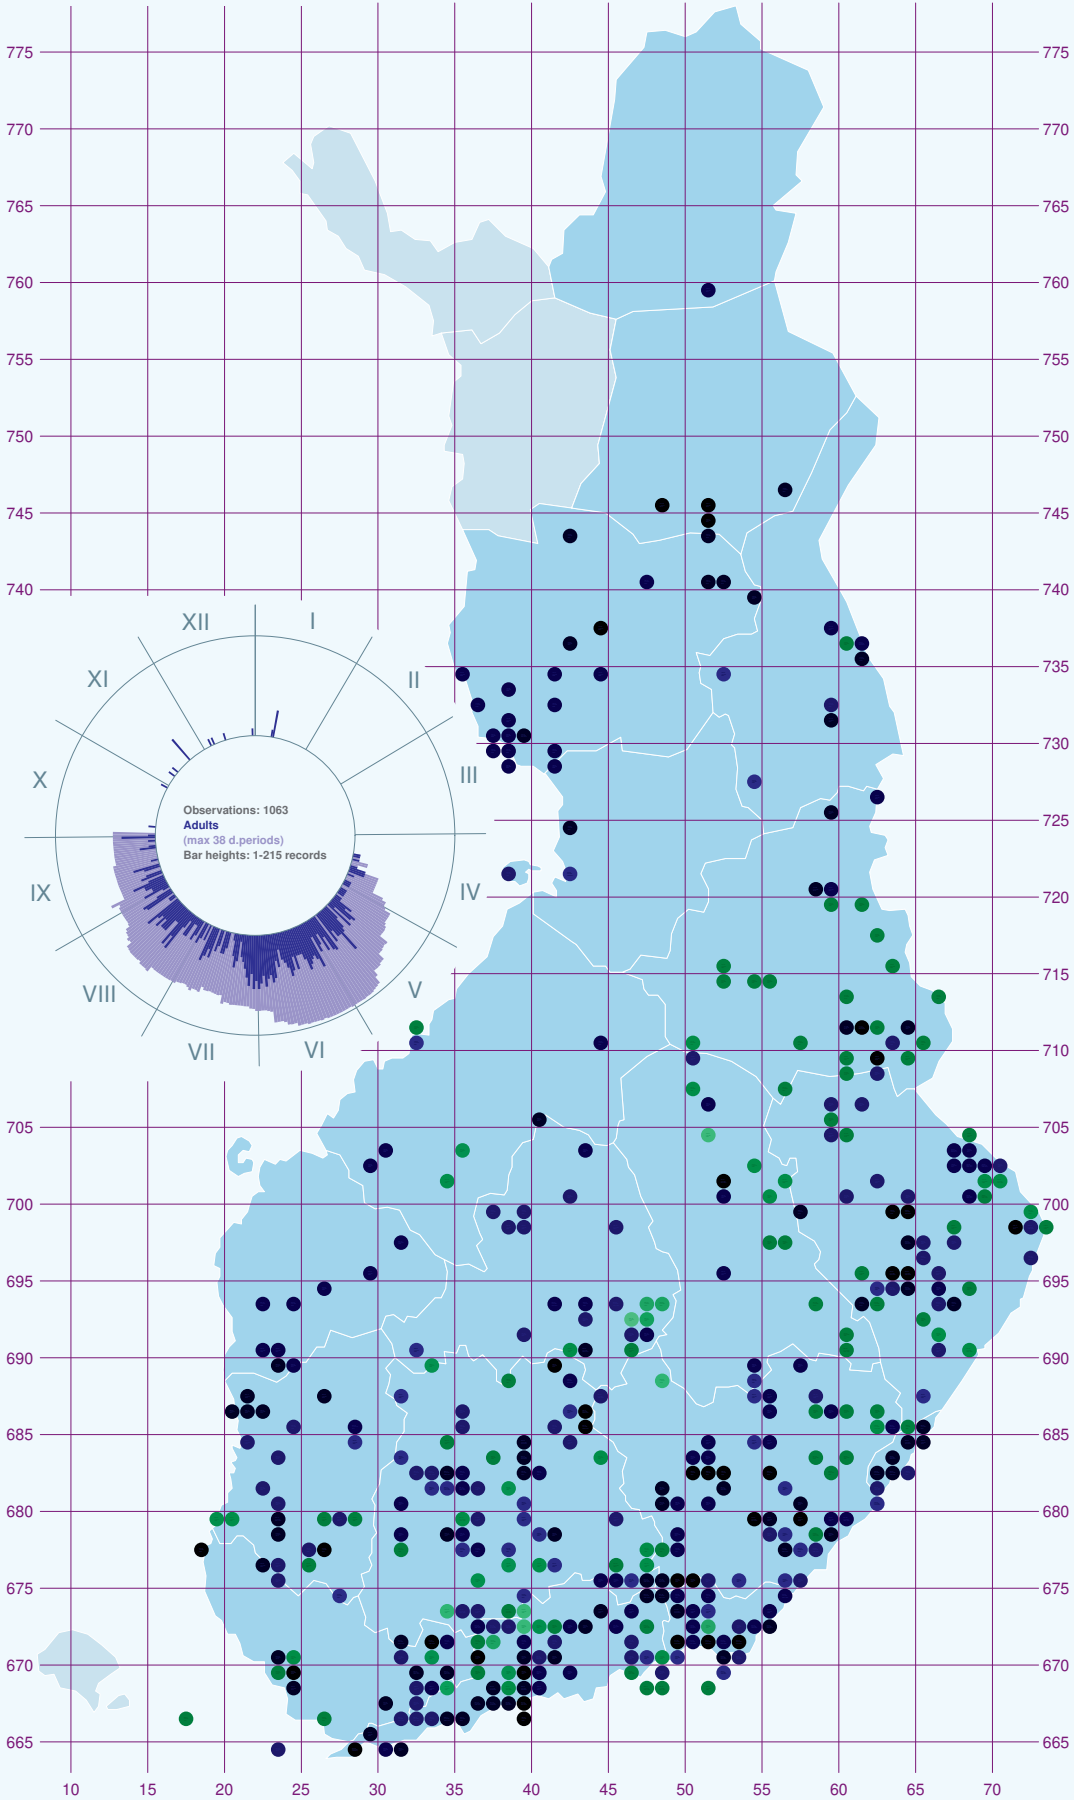 775 775
770 770
765 765
760 760
755 755
750 750
745 745
740 740
XII I
XI II
735
X III
730
Observations: 1063
Adults
(max 38 d.periods)
Bar heights: 1-215 records
725
IX IV
720
VIII V
715
VII VI
710
705 705
700 700
695 695
690 690
685 685
680 680
675 675
670 670
665 665
10 15 20 25 30 35 40 45 50 55 60 65 70